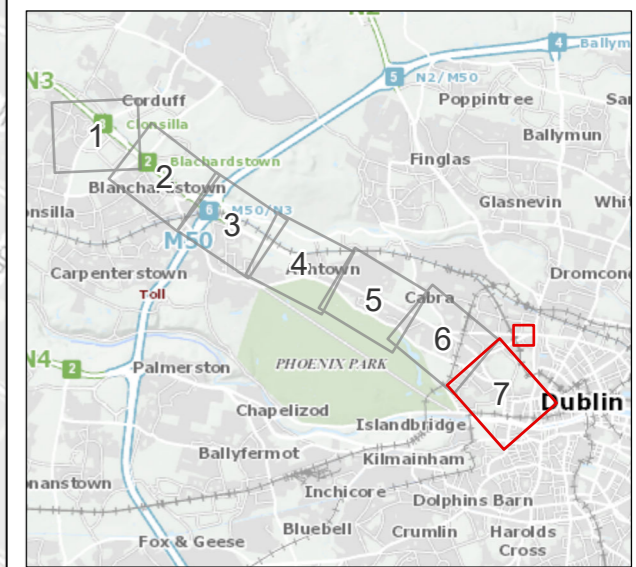 N2
4
Ballym
5
N2/M50
N3
Corduff
Poppintree
Clonsilla
1
Ballymun
2
Blachardstown
Finglas
2
Blanchardstown
Glasnevin
Whit
onsilla
6
M50/N3
3
M50
4
Ashtown
Carpenterstown
Dromcon
Toll
5
Cabra
6
N4
2
Palmerston
PHOENIX PARK
7
Dublin
Chapelizod
Islandbridge
Ballyfermot
Kilmainham
nanstown
Inchicore
Dolphins Barn
Bluebell
Crumlin
Harolds
Cross
Fox & Geese